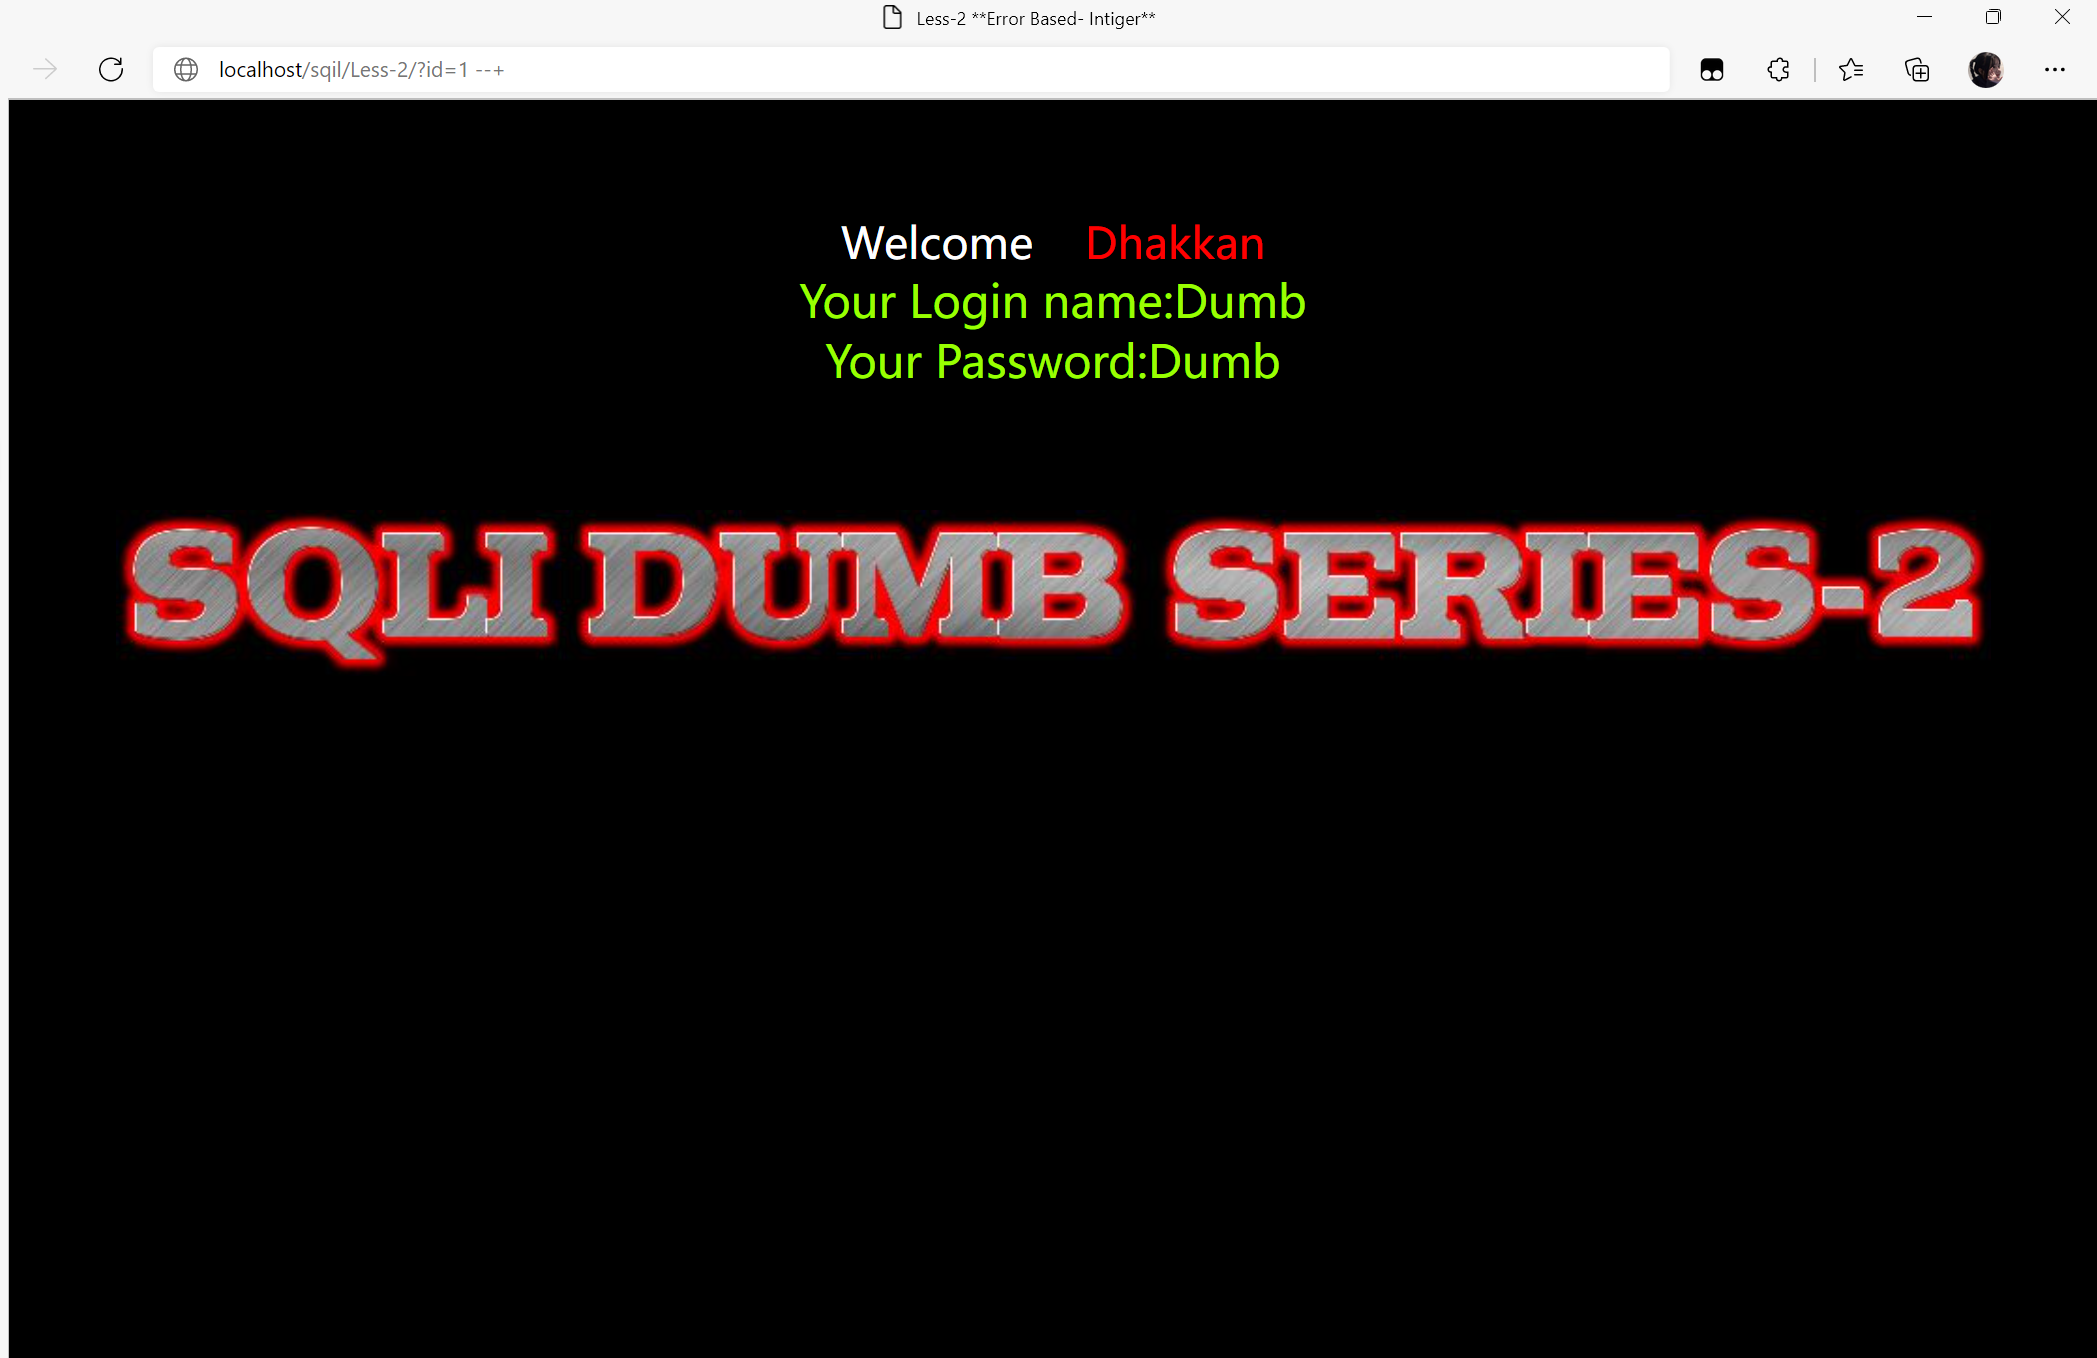 Less-2 **Error Based- Intiger**
localhost/sqil/Less-2/?id=1 --+
Welcome Dhakkan
Your Login name:Dumb
Your Password:Dumb
SQLI DUMB SERIES-2